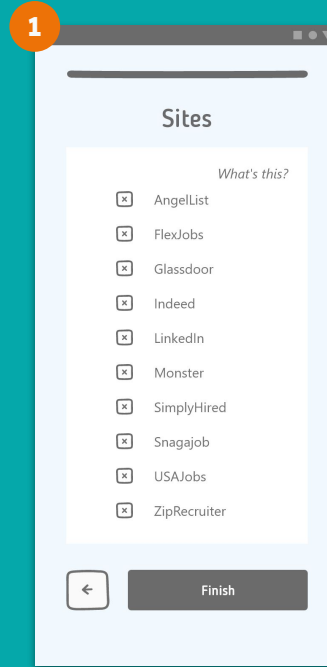 1
Sites
What's this?
AngelList
FlexJobs
Glassdoor
Indeed
LinkedIn
Monster
SimplyHired
Snagajob
USAJobs
ZipRecruiter
Finish